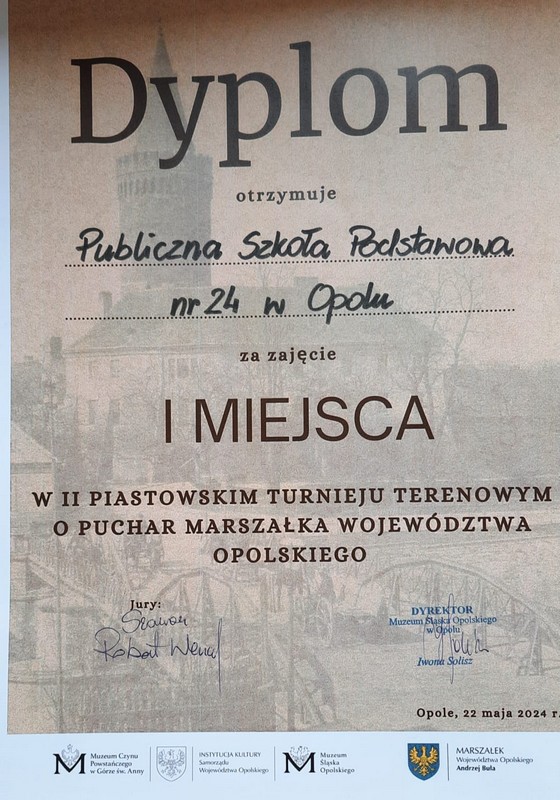 Dyplom
otrzymuje
Publiczna Szkoła Podstawowa
nr 24 w Opolu
za zajęcie
I MIEJSCA
W II PIASTOWSKIM TURNIEJU TERENOWYM
O PUCHAR MARSZAŁKA WOJEWÓDZTWA
OPOLSKIEGO
Jury:
Robert
DYREKTOR
Muzeum Śląska Opolskiego
w Opolu
Iwona Solisz
Opole, 22 maja 2024 r.
M Muzeum Czynu
Powstańczego
w Górze św. Anny
INSTYTUCJA KULTURY
Samorządu
Województwa Opolskiego
M Muzeum
Śląska
Opolskiego
MARSZAŁEK
Województwa Opolskiego
Andrzej Buła